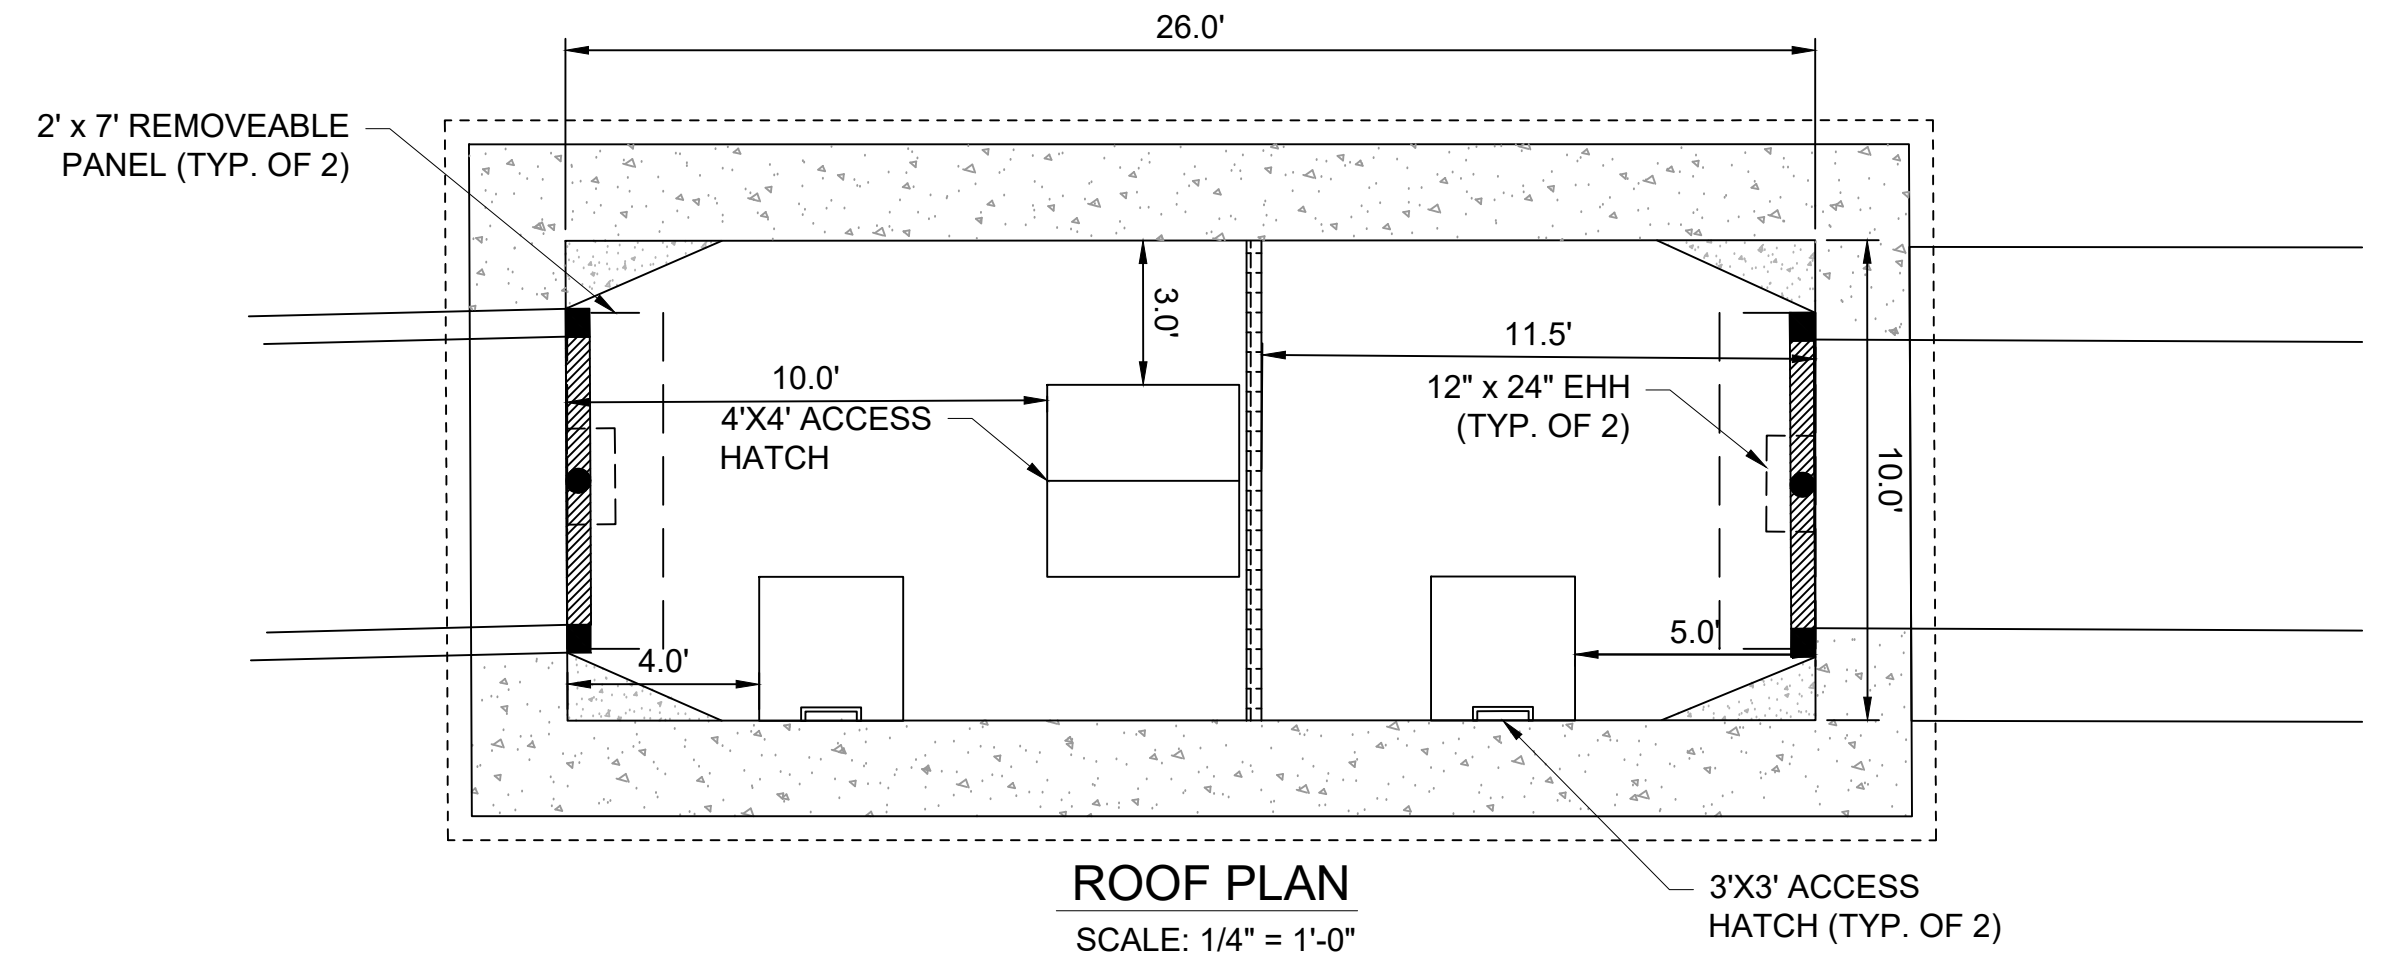 26.0'
2' x 7' REMOVEABLE
PANEL (TYP. OF 2)
3.0'
11.5'
10.0'
4'X4' ACCESS
HATCH
12" x 24" EHH
(TYP. OF 2)
10.0'
5.0'
4.0'
ROOF PLAN
SCALE: 1/4" = 1'-0"
3'X3' ACCESS
HATCH (TYP. OF 2)